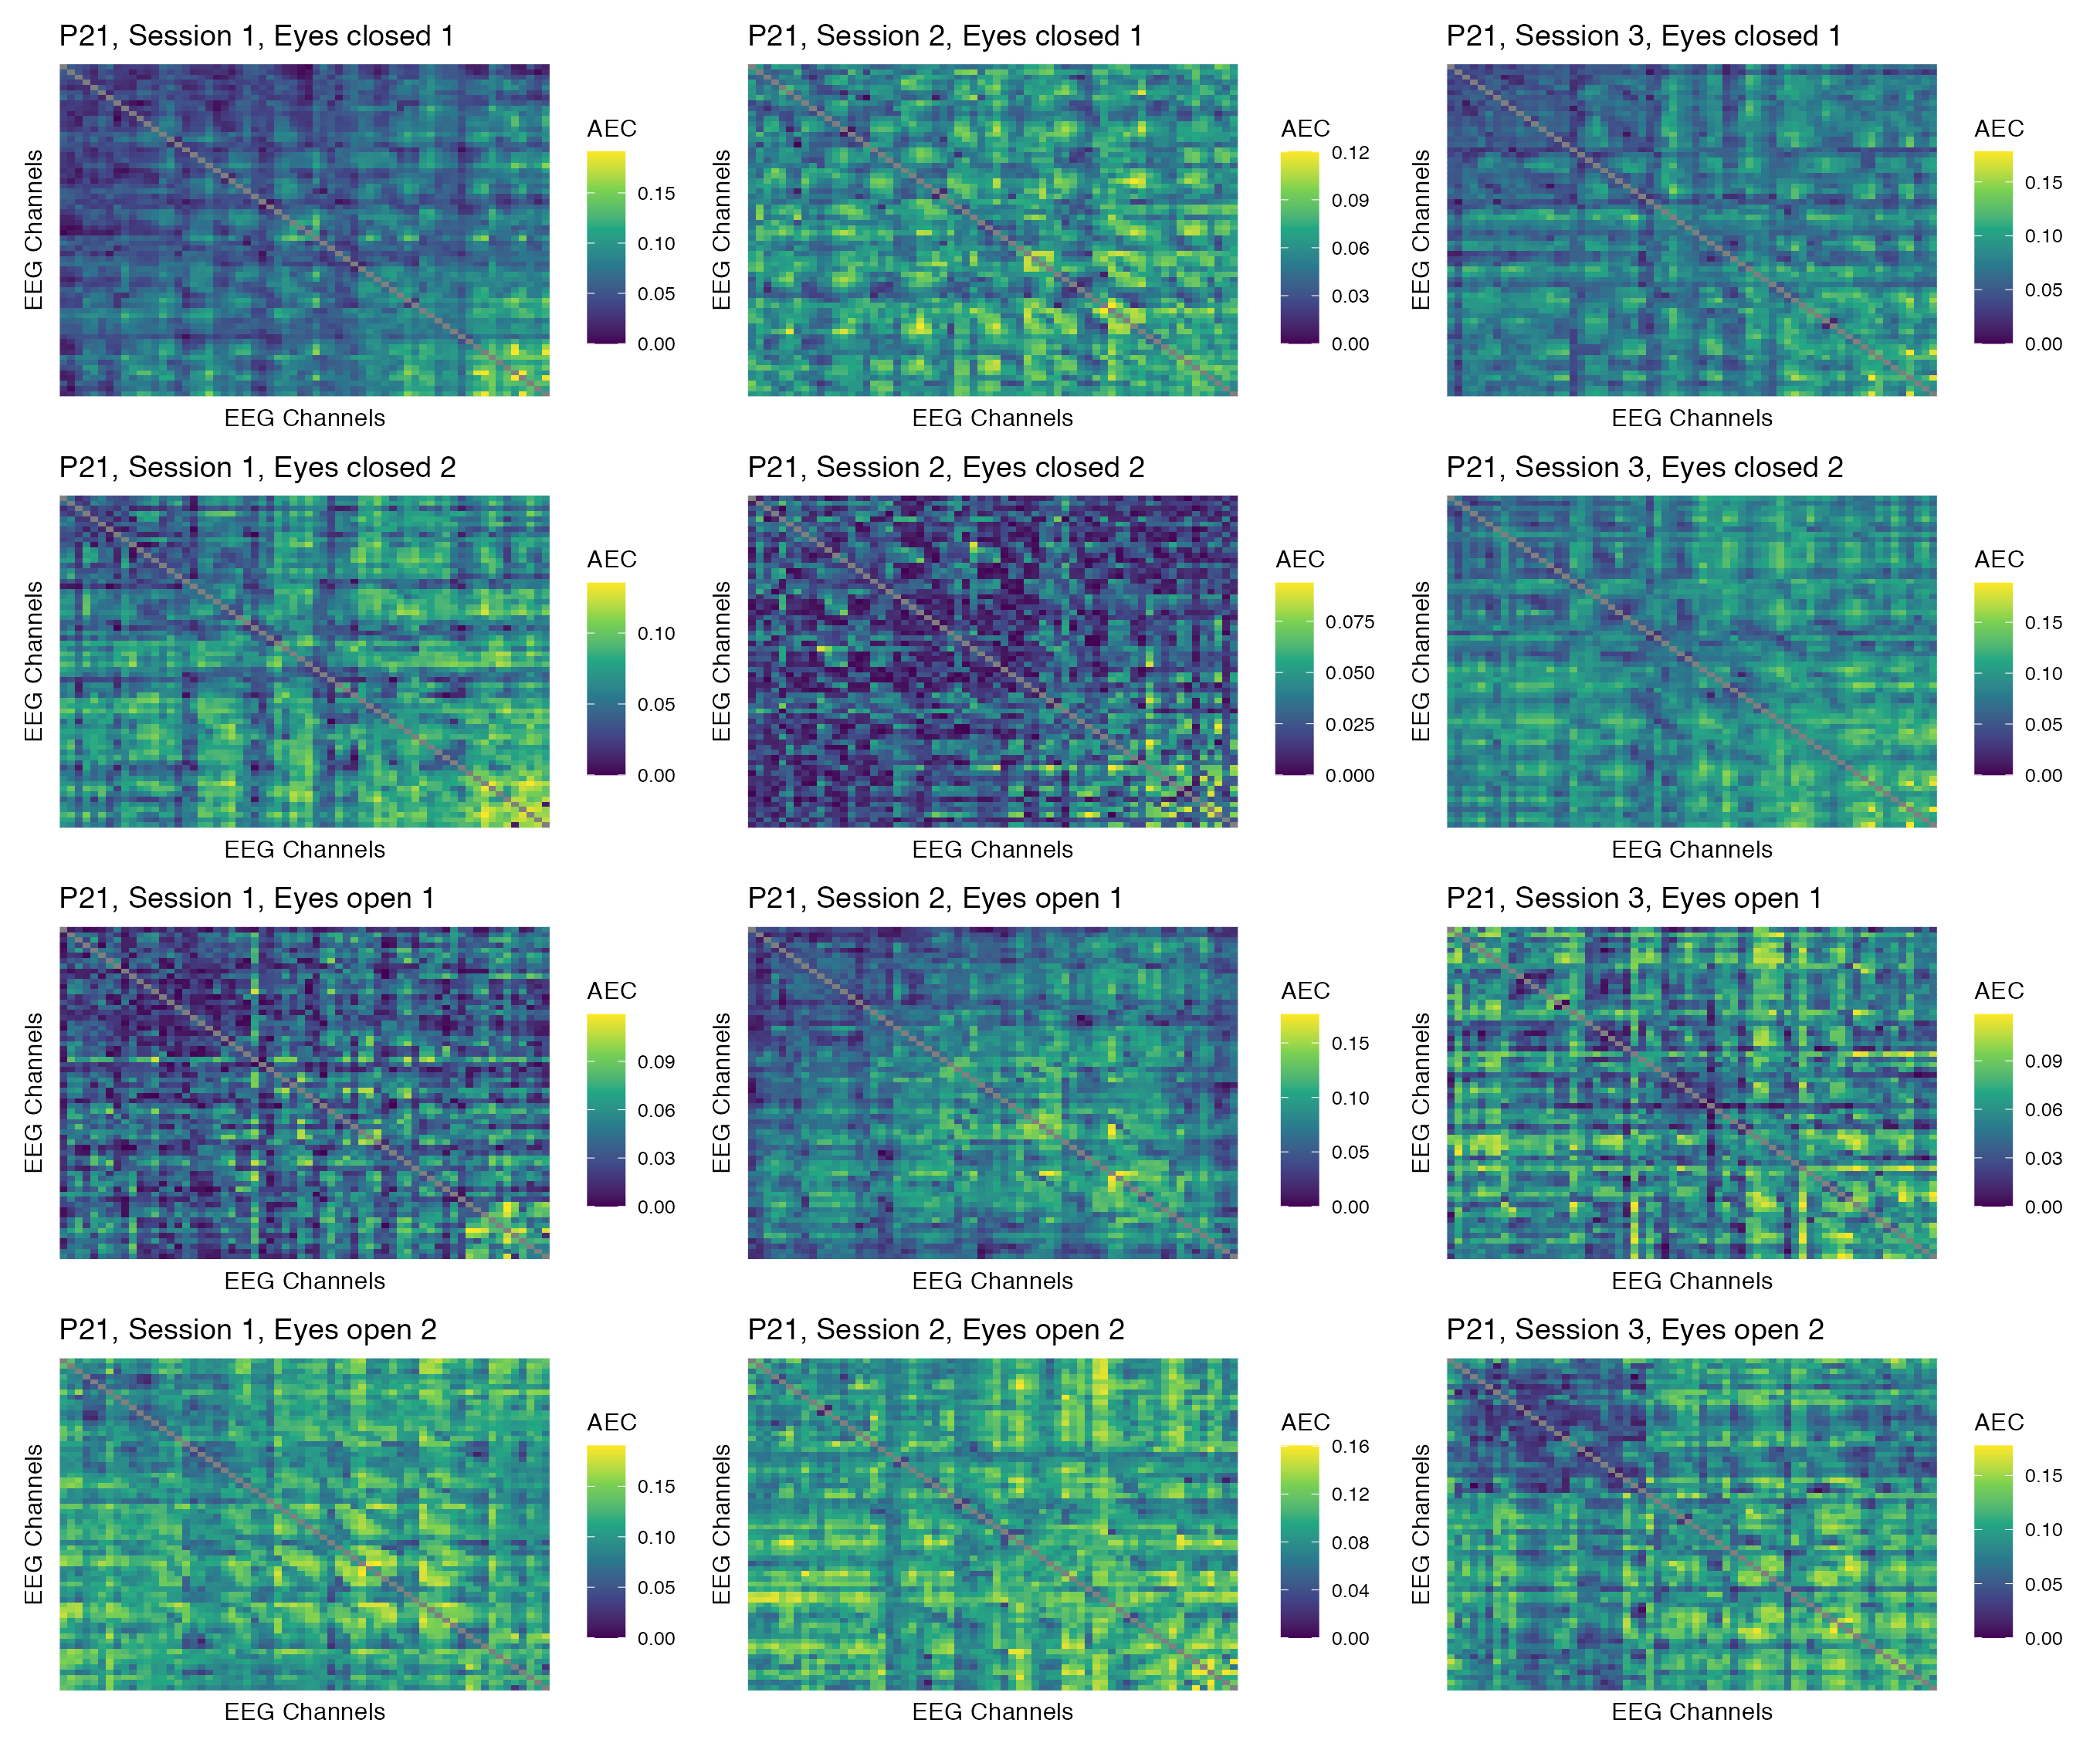 P21, Session 1, Eyes closed 1
EEG Channels
EEG Channels
AEC
0.15
0.10
0.05
0.00
P21, Session 2, Eyes closed 1
EEG Channels
EEG Channels
AEC
0.12
0.09
0.06
0.03
0.00
P21, Session 3, Eyes closed 1
EEG Channels
EEG Channels
AEC
0.15
0.10
0.05
0.00
P21, Session 1, Eyes closed 2
EEG Channels
EEG Channels
AEC
0.10
0.05
0.00
P21, Session 2, Eyes closed 2
EEG Channels
EEG Channels
AEC
0.075
0.050
0.025
0.000
P21, Session 3, Eyes closed 2
EEG Channels
EEG Channels
AEC
0.15
0.10
0.05
0.00
P21, Session 1, Eyes open 1
EEG Channels
EEG Channels
AEC
0.09
0.06
0.03
0.00
P21, Session 2, Eyes open 1
EEG Channels
EEG Channels
AEC
0.15
0.10
0.05
0.00
P21, Session 3, Eyes open 1
EEG Channels
EEG Channels
AEC
0.09
0.06
0.03
0.00
P21, Session 1, Eyes open 2
EEG Channels
EEG Channels
AEC
0.15
0.10
0.05
0.00
P21, Session 2, Eyes open 2
EEG Channels
EEG Channels
AEC
0.16
0.12
0.08
0.04
0.00
P21, Session 3, Eyes open 2
EEG Channels
EEG Channels
AEC
0.15
0.10
0.05
0.00